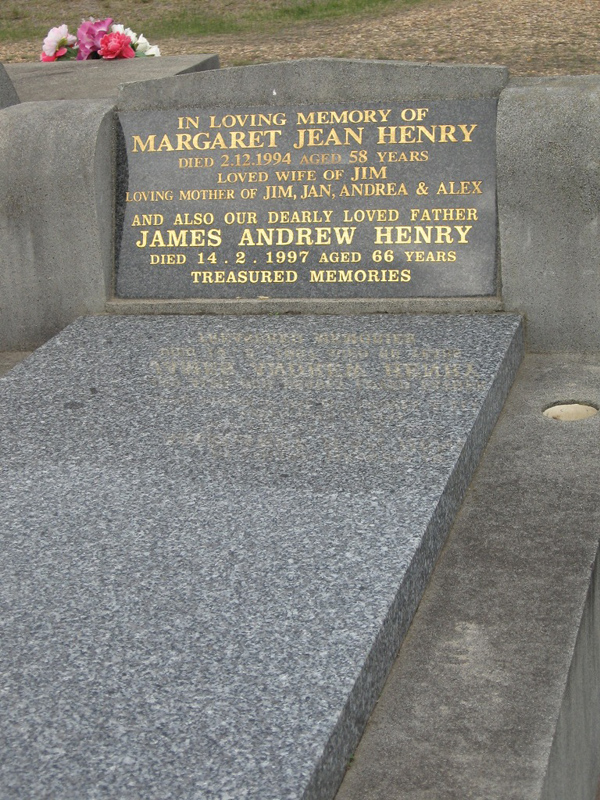 IN LOVING MEMORY OF
MARGARET JEAN HENRY
DIED 2.12.1994 AGED 58 YEARS
LOVED WIFE OF JIM
LOVING MOTHER OF JIM, JAN, ANDREA & ALEX
AND ALSO OUR DEARLY LOVED FATHER
JAMES ANDREW HENRY
DIED 14.2.1997 AGED 66 YEARS
TREASURED MEMORIES